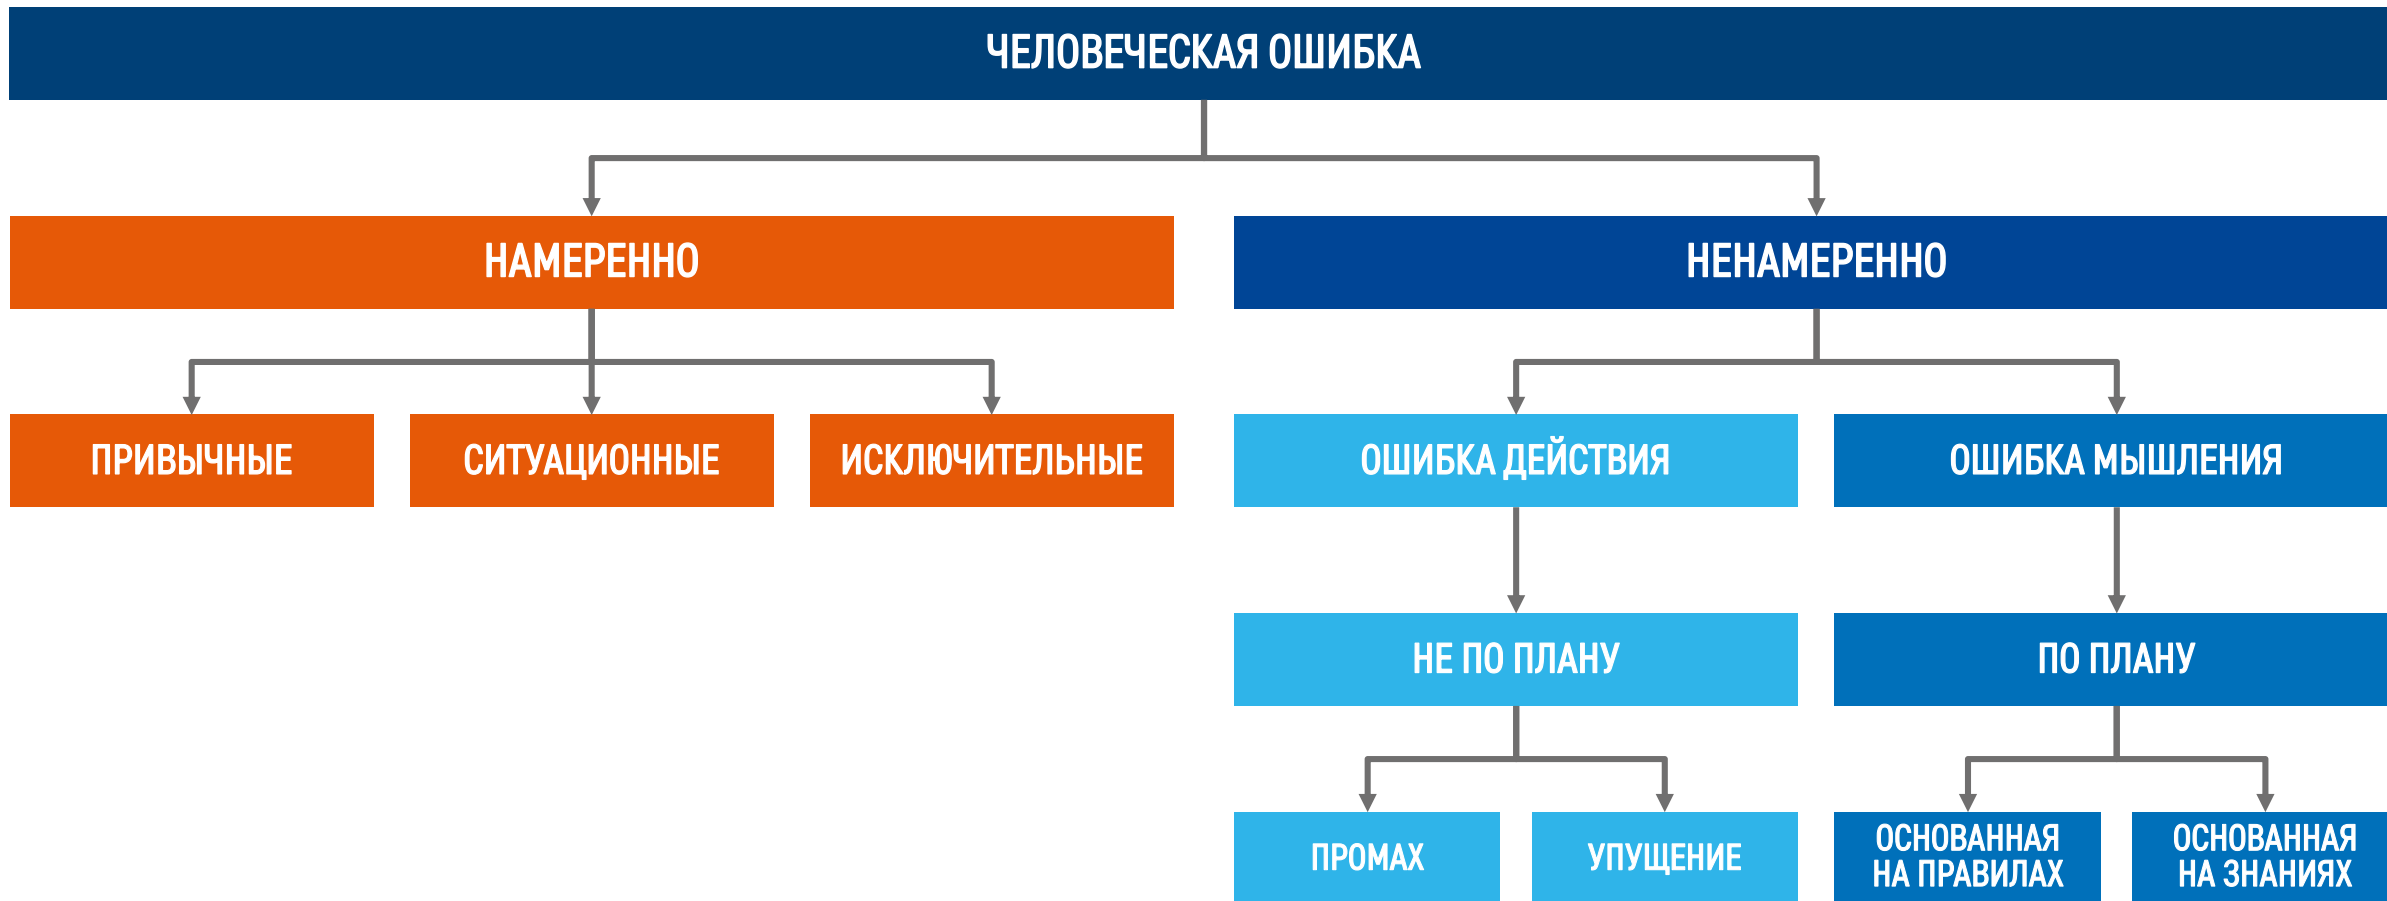 ЧЕЛОВЕЧЕСКАЯ ОШИБКА
НАМЕРЕННО
НЕНАМЕРЕННО
ПРИВЫЧНЫЕ
СИТУАЦИОННЫЕ
ИСКЛЮЧИТЕЛЬНЫЕ
ОШИБКА ДЕЙСТВИЯ
ОШИБКА МЫШЛЕНИЯ
НЕ ПО ПЛАНУ
ПО ПЛАНУ
ПРОМАХ
УПУЩЕНИЕ
ОСНОВАННАЯ
НА ПРАВИЛАХ
ОСНОВАННАЯ
НА ЗНАНИЯХ